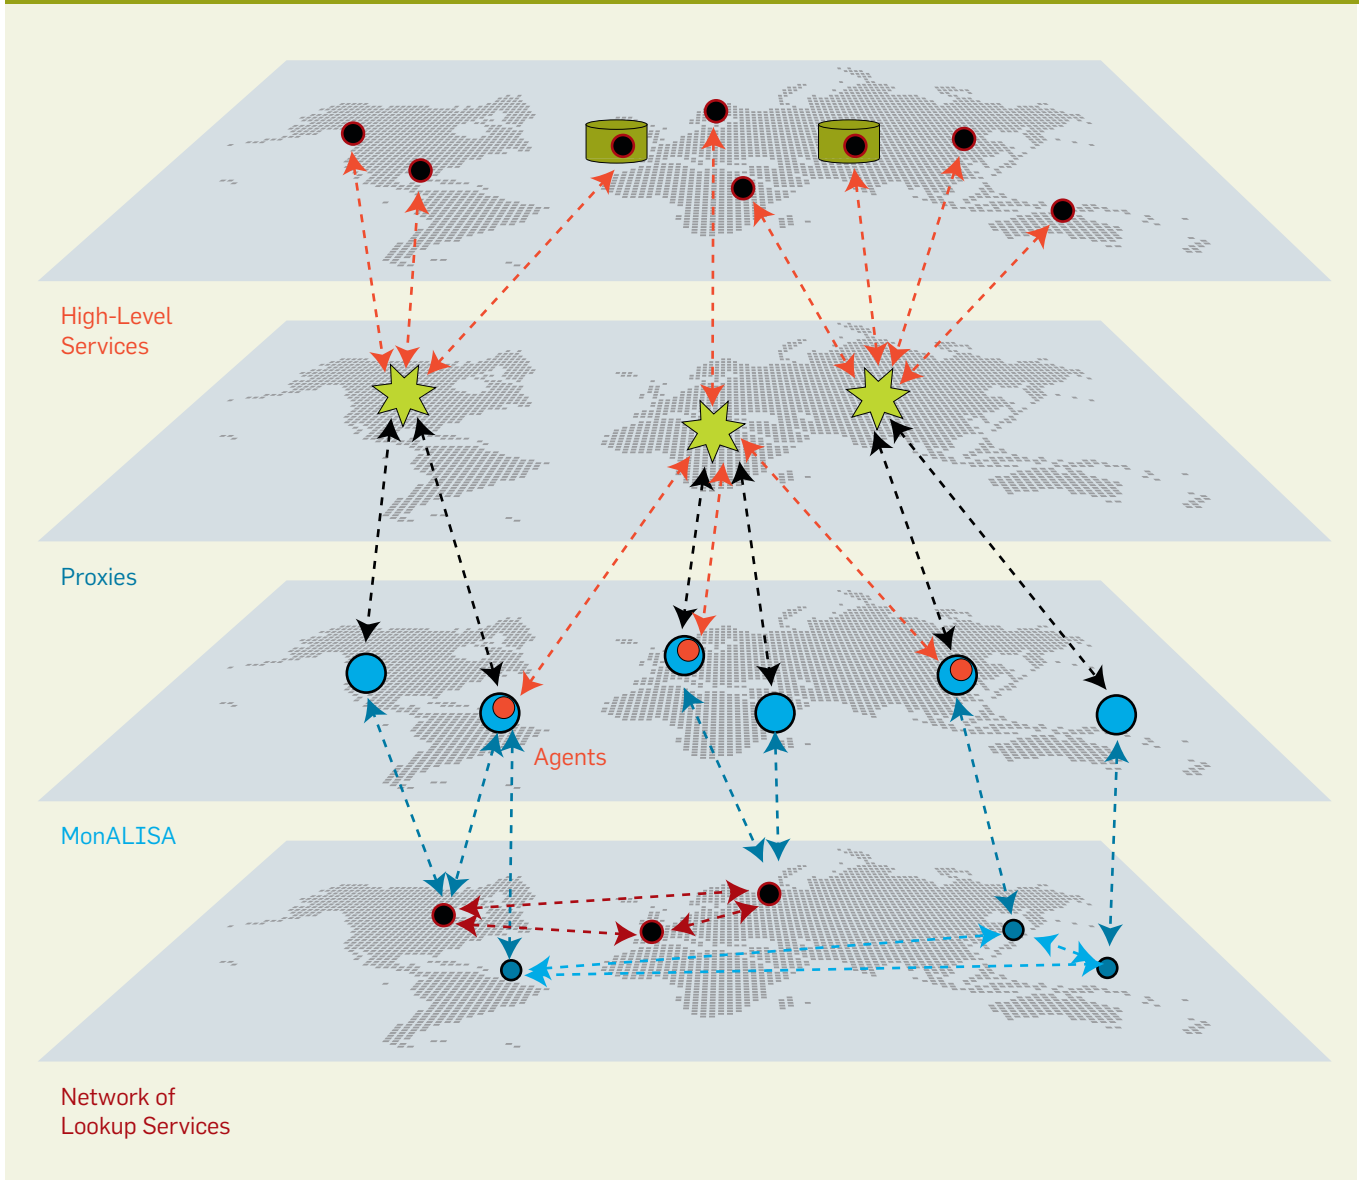 High-Level
Services
Proxies
Agents
MonALISA
Network of
Lookup Services